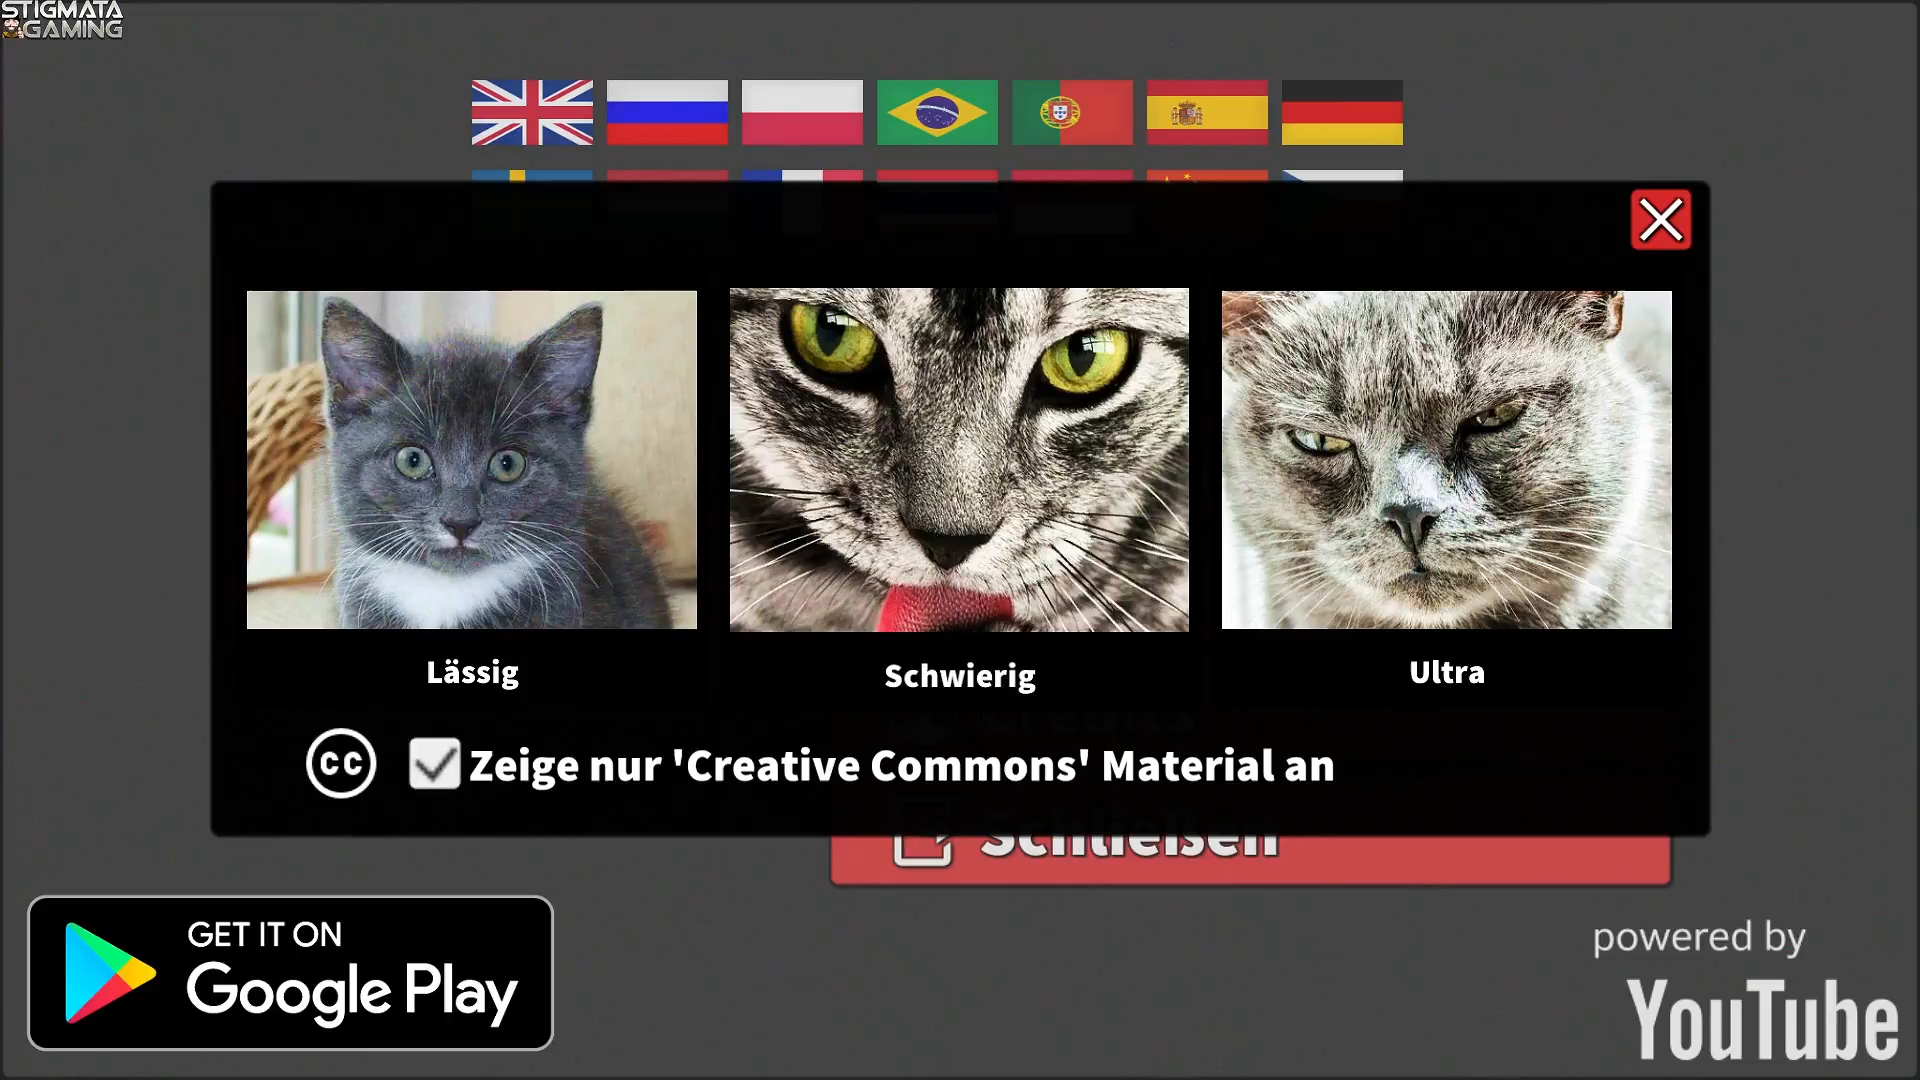 STIGMATA
GAMING
Lässig
Schwierig
Ultra
CC
Zeige nur 'Creative Commons' Material an
Schließen
GET IT ON
Google Play
powered by
YouTube